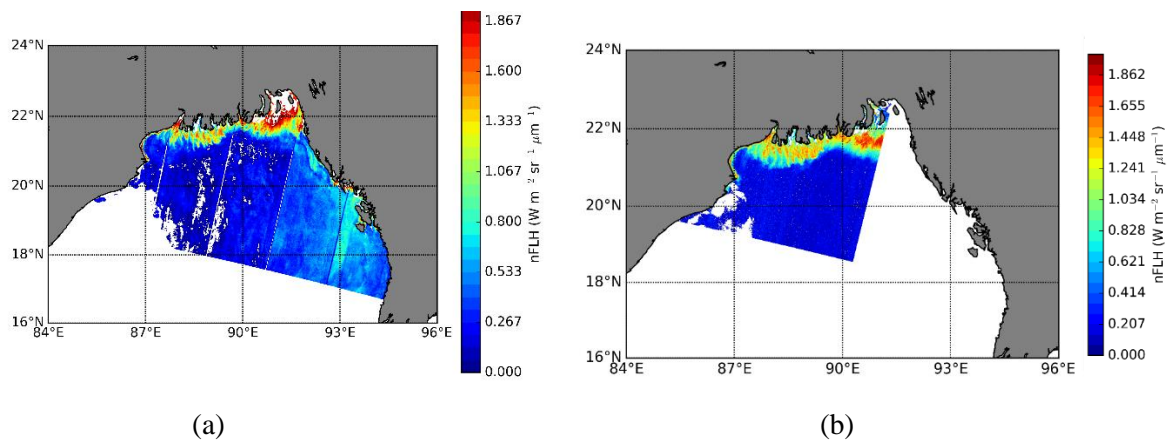 24°N
22°N
20°N
18°N
16°N
84°E 87°E 90°E 93°E 96°E
1.867
1.600
1.333
1.067
0.800
0.533
0.267
0.000
nFLH (W m⁻² sr⁻¹ μm⁻¹)
(a)
24°N
22°N
20°N
18°N
16°N
84°E 87°E 90°E 93°E 96°E
1.862
1.655
1.448
1.241
1.034
0.828
0.621
0.414
0.207
0.000
nFLH (W m⁻² sr⁻¹ μm⁻¹)
(b)